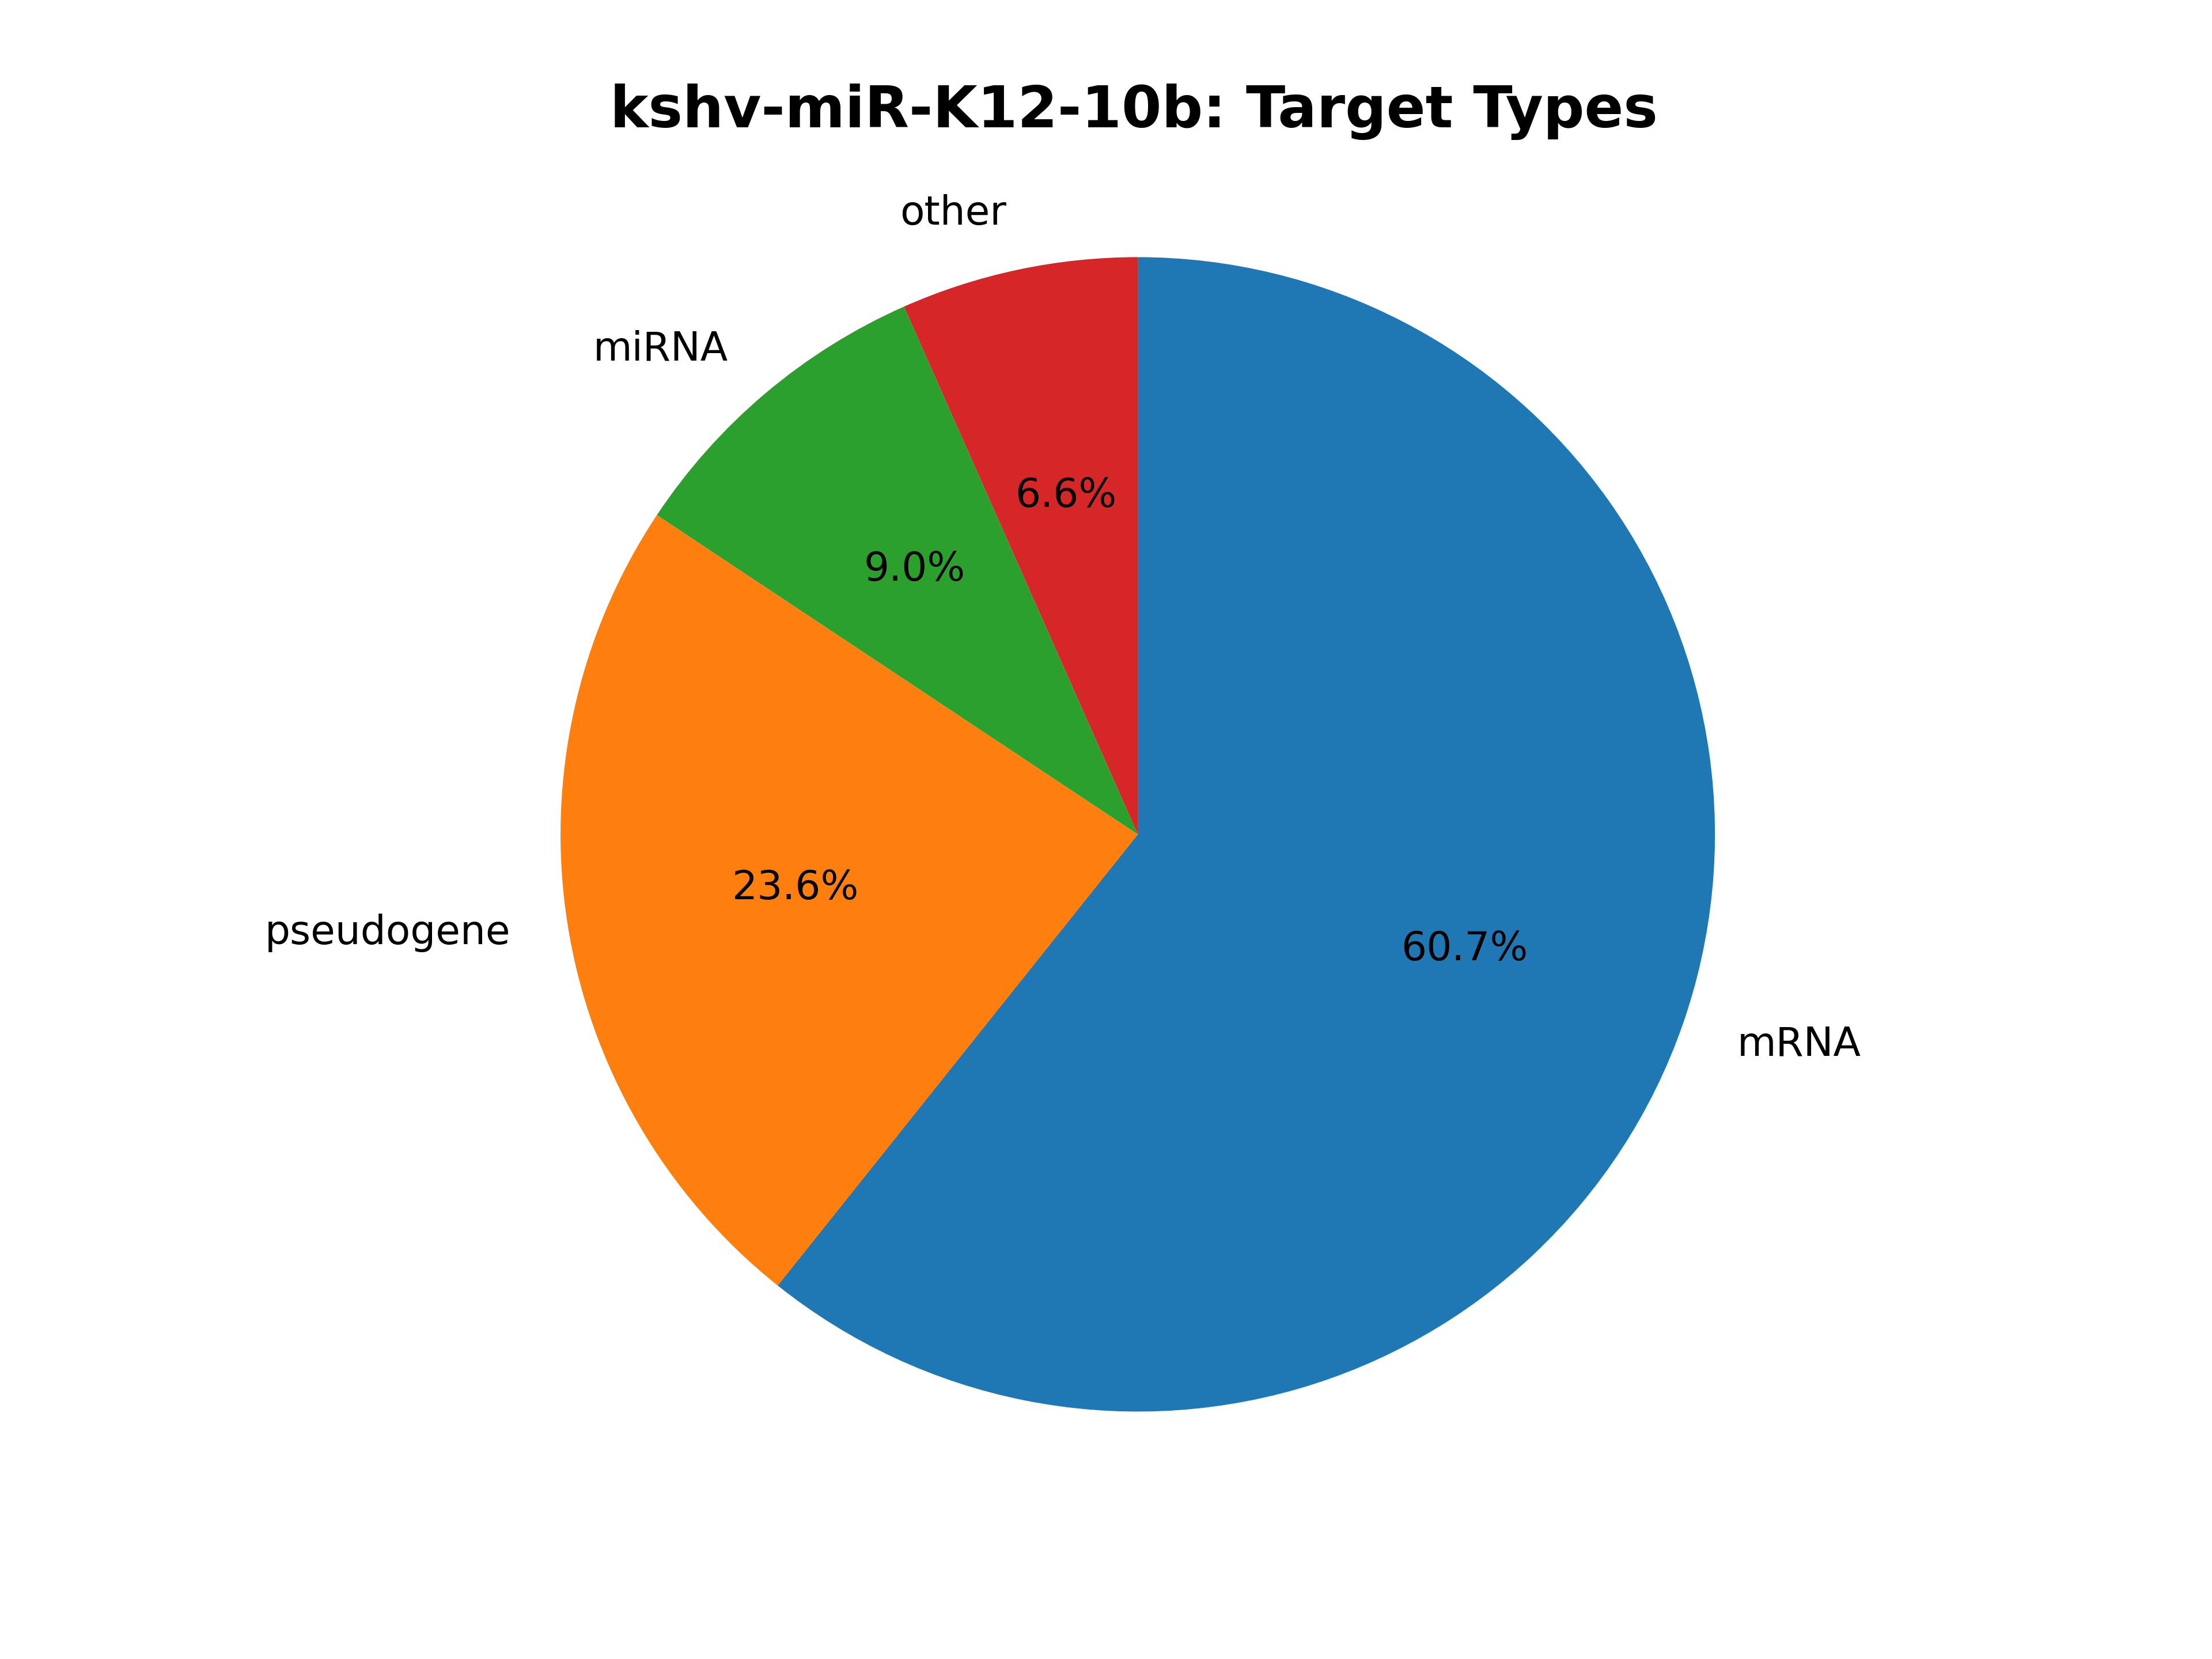 kshv-miR-K12-10b: Target Types
other
miRNA
6.6%
9.0%
23.6%
pseudogene
60.7%
mRNA